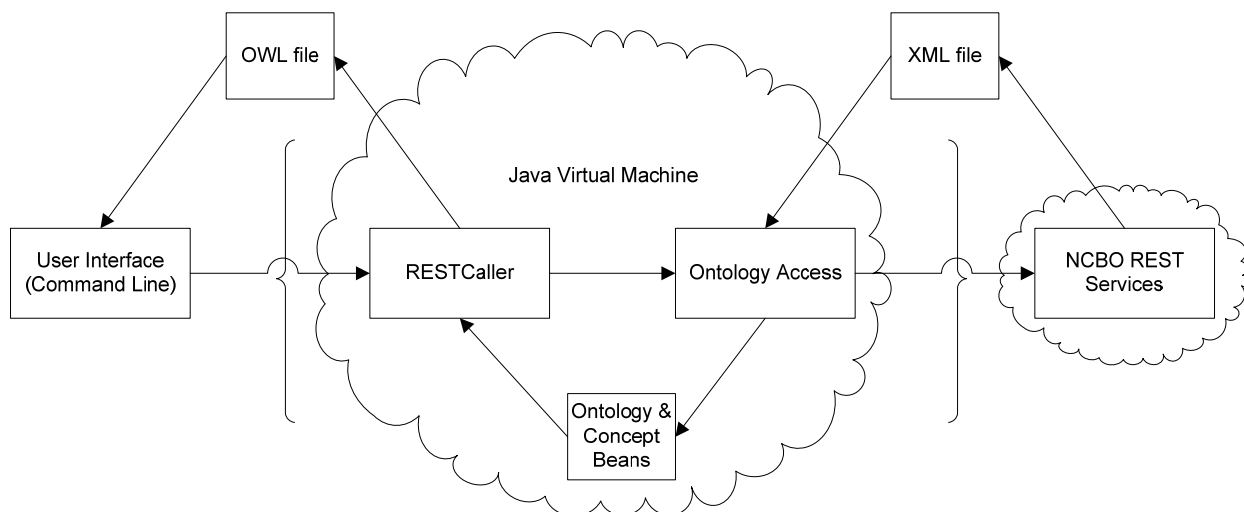 OWL file
XML file
Java Virtual Machine
User Interface
(Command Line)
RESTCaller
Ontology Access
NCBO REST
Services
Ontology &
Concept
Beans